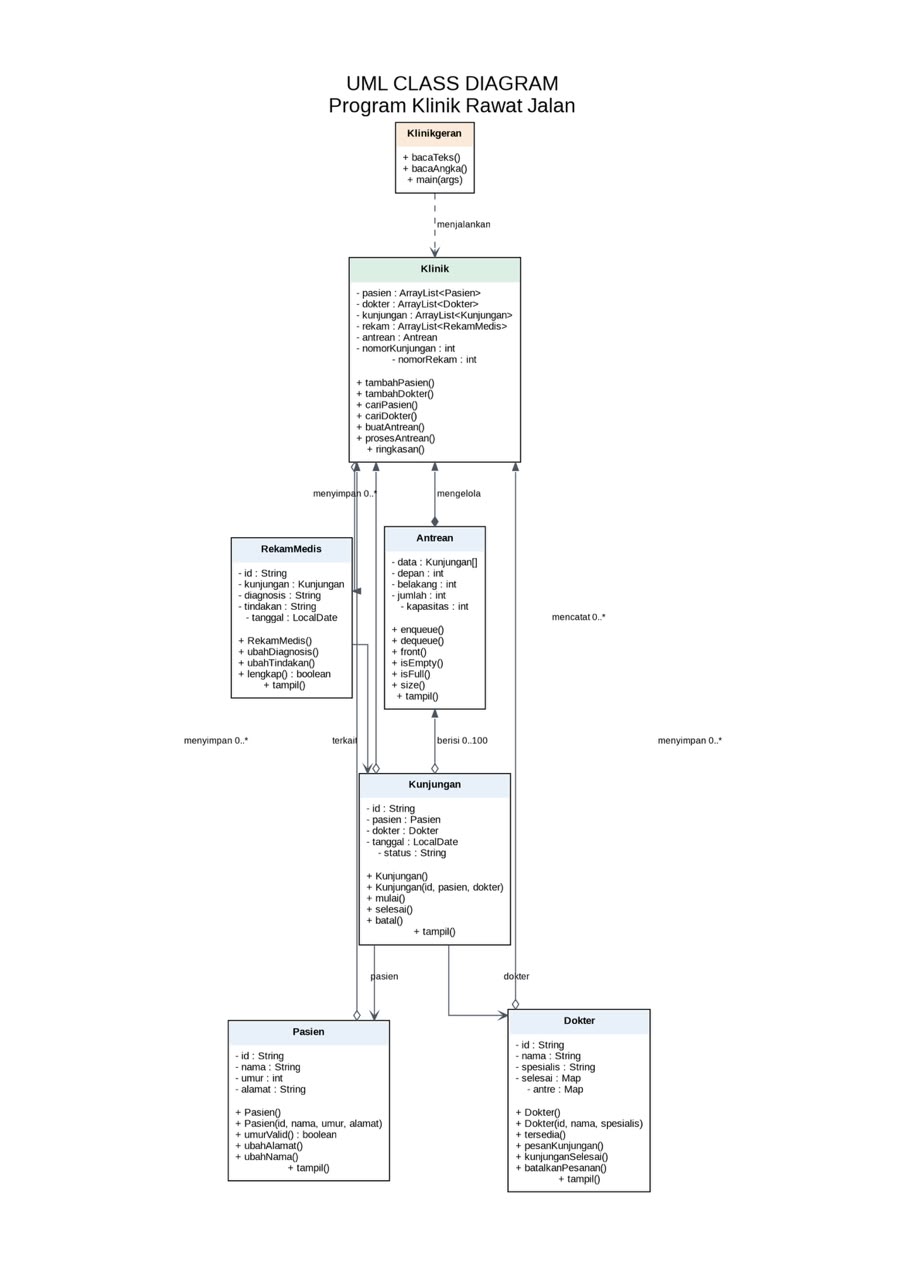 UML CLASS DIAGRAM
Program Klinik Rawat Jalan
Klinikgeran
+ bacaTeks()
+ bacaAngka()
+ main(args)
menjalankan
Klinik
- pasien : ArrayList<Pasien>
- dokter : ArrayList<Dokter>
- kunjungan : ArrayList<Kunjungan>
- rekam : ArrayList<RekamMedis>
- antrean : Antrean
- nomorKunjungan : int
- nomorRekam : int
+ tambahPasien()
+ tambahDokter()
+ cariPasien()
+ cariDokter()
+ buatAntrean()
+ prosesAntrean()
+ ringkasan()
menyimpan 0..*
mengelola
RekamMedis
- id : String
- kunjungan : Kunjungan
- diagnosis : String
- tindakan : String
- tanggal : LocalDate
+ RekamMedis()
+ ubahDiagnosis()
+ ubahTindakan()
+ lengkap() : boolean
+ tampil()
Antrean
- data : Kunjungan[]
- depan : int
- belakang : int
- jumlah : int
- kapasitas : int
+ enqueue()
+ dequeue()
+ front()
+ isEmpty()
+ isFull()
+ size()
+ tampil()
mencatat 0..*
menyimpan 0..*
terkait
berisi 0..100
menyimpan 0..*
Kunjungan
- id : String
- pasien : Pasien
- dokter : Dokter
- tanggal : LocalDate
- status : String
+ Kunjungan()
+ Kunjungan(id, pasien, dokter)
+ mulai()
+ selesai()
+ batal()
+ tampil()
pasien
dokter
Pasien
- id : String
- nama : String
- umur : int
- alamat : String
+ Pasien()
+ Pasien(id, nama, umur, alamat)
+ umurValid() : boolean
+ ubahAlamat()
+ ubahNama()
+ tampil()
Dokter
- id : String
- nama : String
- spesialis : String
- selesai : Map
- antre : Map
+ Dokter()
+ Dokter(id, nama, spesialis)
+ tersedia()
+ pesanKunjungan()
+ kunjunganSelesai()
+ batalkanPesanan()
+ tampil()